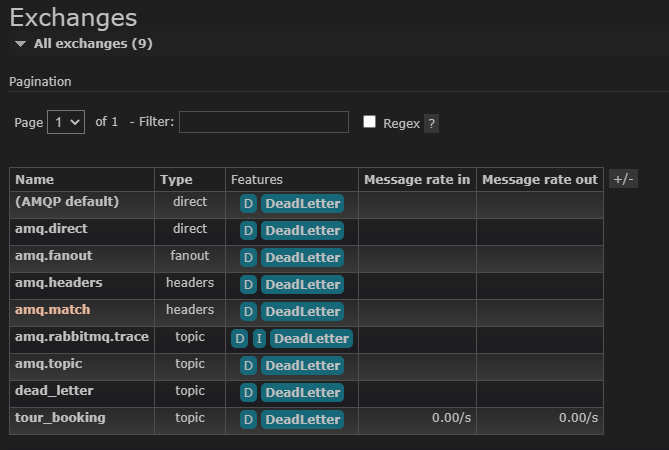 Exchanges
All exchanges (9)
Pagination
Page 1 of 1 - Filter: Regex ?
Name Type Features Message rate in Message rate out +/-
(AMQP default) direct D DeadLetter
amq.direct direct D DeadLetter
amq.fanout fanout D DeadLetter
amq.headers headers D DeadLetter
amq.match headers D DeadLetter
amq.rabbitmq.trace topic D I DeadLetter
amq.topic topic D DeadLetter
dead_letter topic D DeadLetter
tour_booking topic D DeadLetter 0.00/s 0.00/s